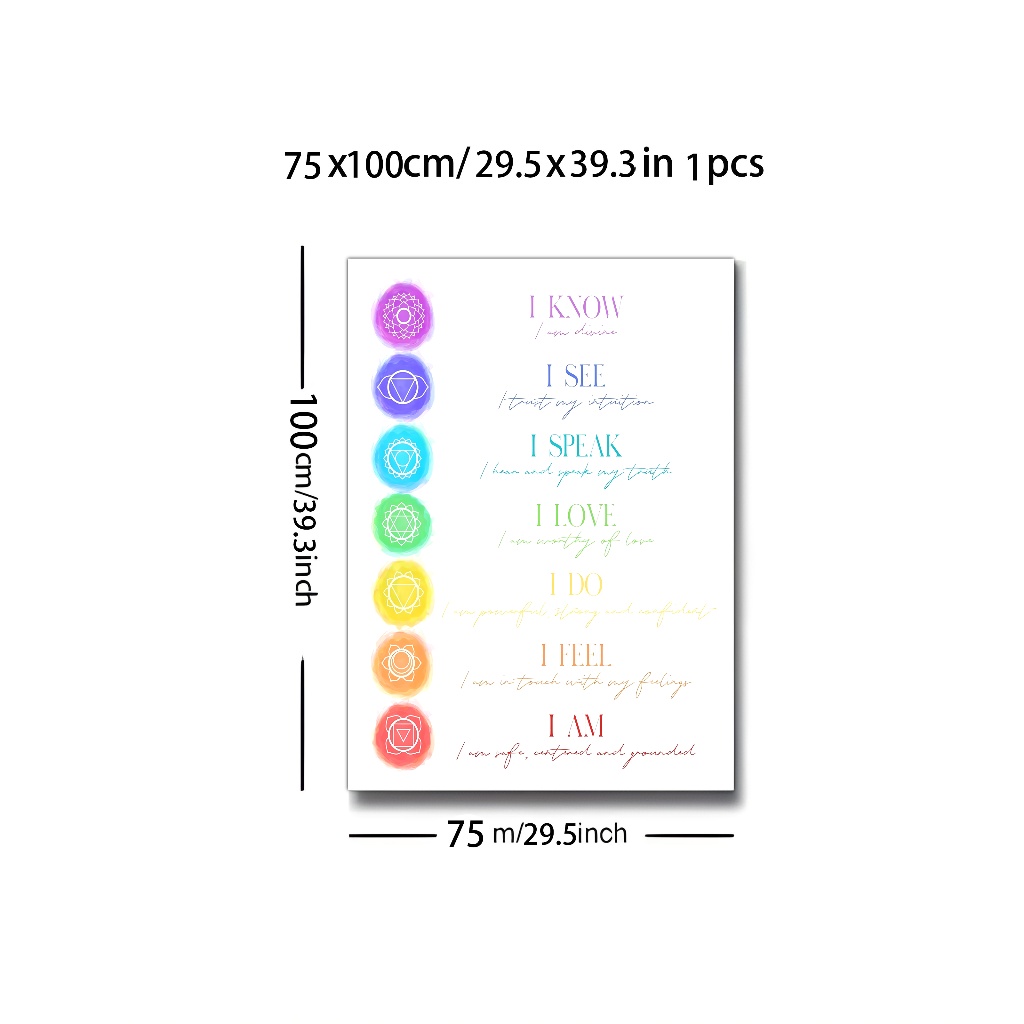 75x100cm/ 29.5x39.3in 1pcs
I KNOW
I am divine
I SEE
I trust my intuition
I SPEAK
I hear and speak my truth
I LOVE
I am worthy of love
I DO
I am powerful strong and confident
I FEEL
I am in touch with my feelings
I AM
I am safe, centered and grounded
100cm/39.3inch
75 m/29.5inch